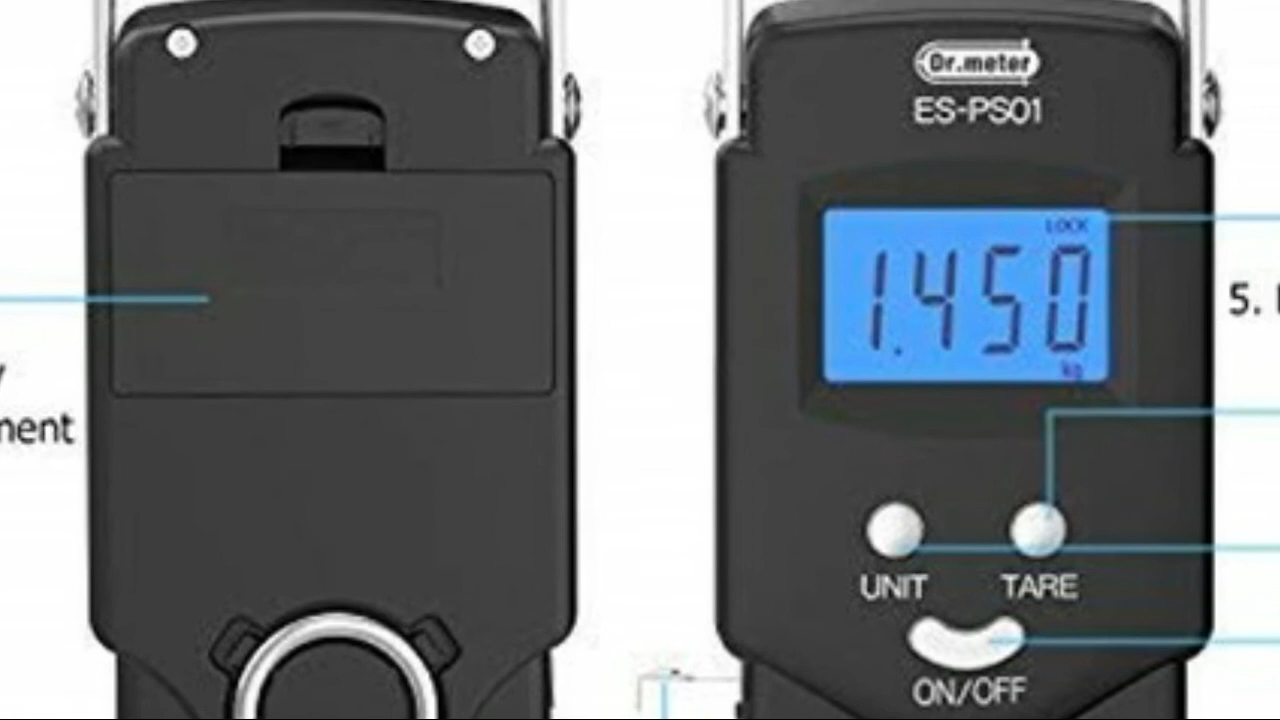 Dr.meter
ES-PS01
LOCK
1.450
kg
5.
ment
UNIT
TARE
ON/OFF